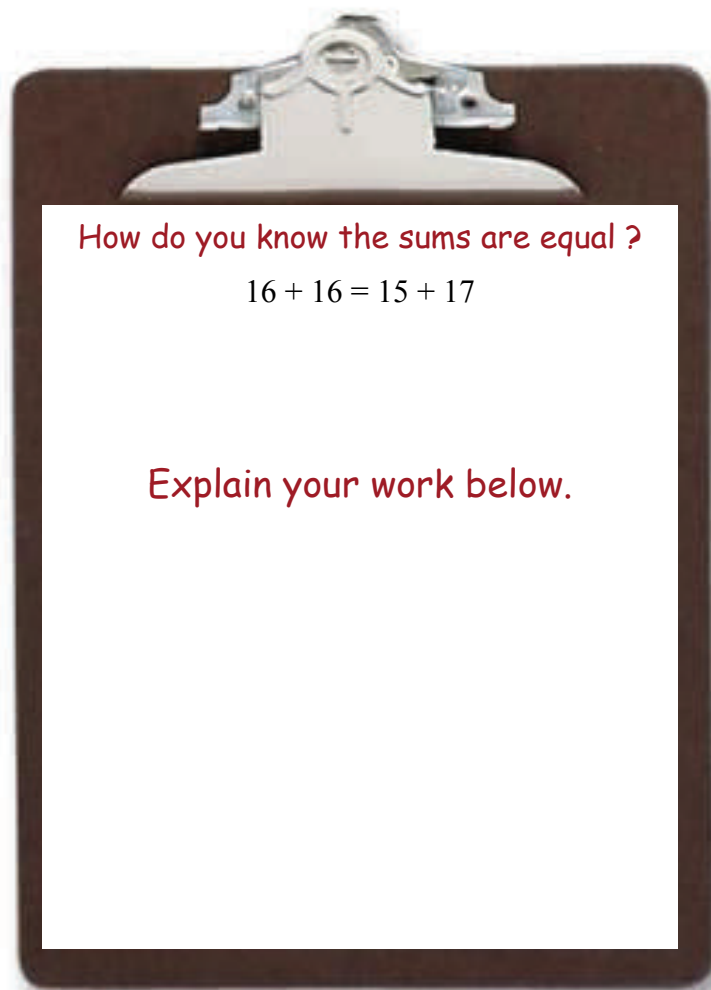 How do you know the sums are equal ?
16 + 16 = 15 + 17
Explain your work below.